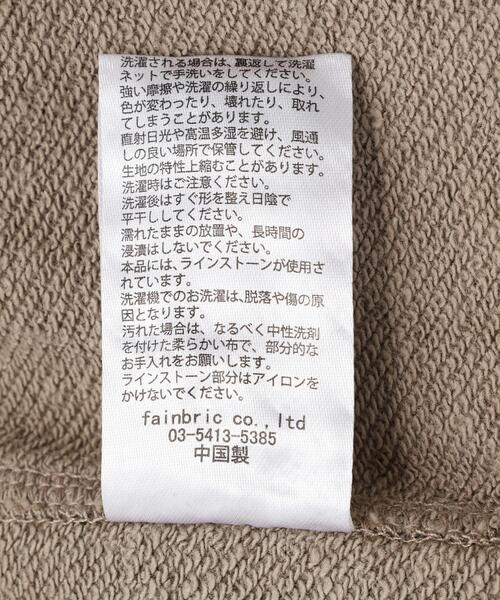 洗濯される場合は、裏返して洗濯
ネットで手洗いをしてください。
強い摩擦や洗濯の繰り返しにより、
色が変わったり、壊れたり、取れ
てしまうことがあります。
直射日光や高温多湿を避け、風通
しの良い場所で保管してください。
生地の特性上縮むことがあります。
洗濯時はご注意ください。
洗濯後はすぐ形を整え日陰で
平干ししてください。
濡れたままの放置や、長時間の
浸漬はしないでください。
本品には、ラインストーンが使用さ
れています。
洗濯機でのお洗濯は、脱落や傷の原
因となります。
汚れた場合は、なるべく中性洗剤
を付けた柔らかい布で、部分的な
お手入れをお願いします。
ラインストーン部分はアイロンを
かけないでください。
fainbric co., ltd
03-5413-5385
中国製